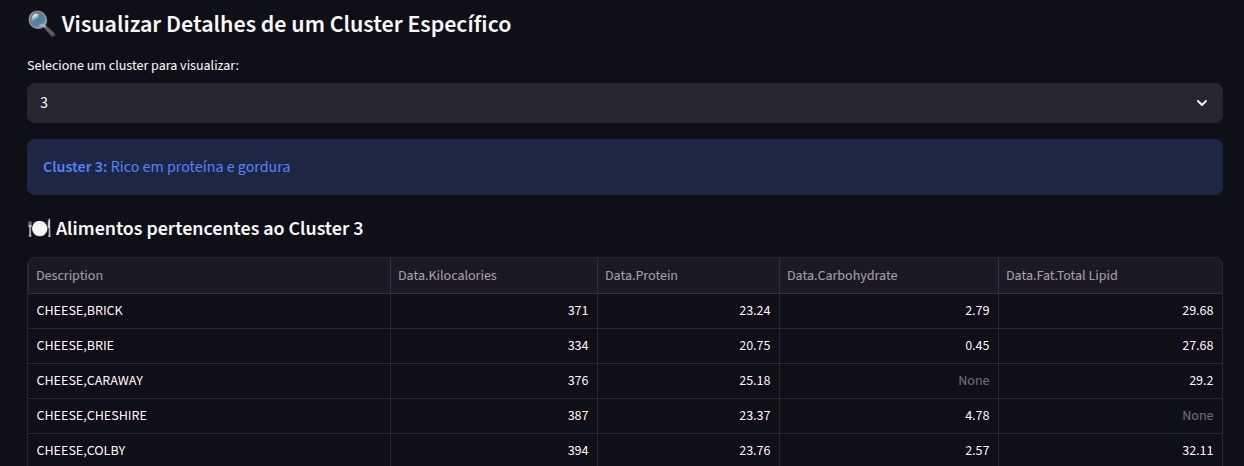 🔍 Visualizar Detalhes de um Cluster Específico
Selecione um cluster para visualizar:
3
Cluster 3: Rico em proteína e gordura
🍽️ Alimentos pertencentes ao Cluster 3
Description Data.Kilocalories Data.Protein Data.Carbohydrate Data.Fat.Total Lipid
CHEESE,BRICK 371 23.24 2.79 29.68
CHEESE,BRIE 334 20.75 0.45 27.68
CHEESE,CARAWAY 376 25.18 None 29.2
CHEESE,CHESHIRE 387 23.37 4.78 None
CHEESE,COLBY 394 23.76 2.57 32.11